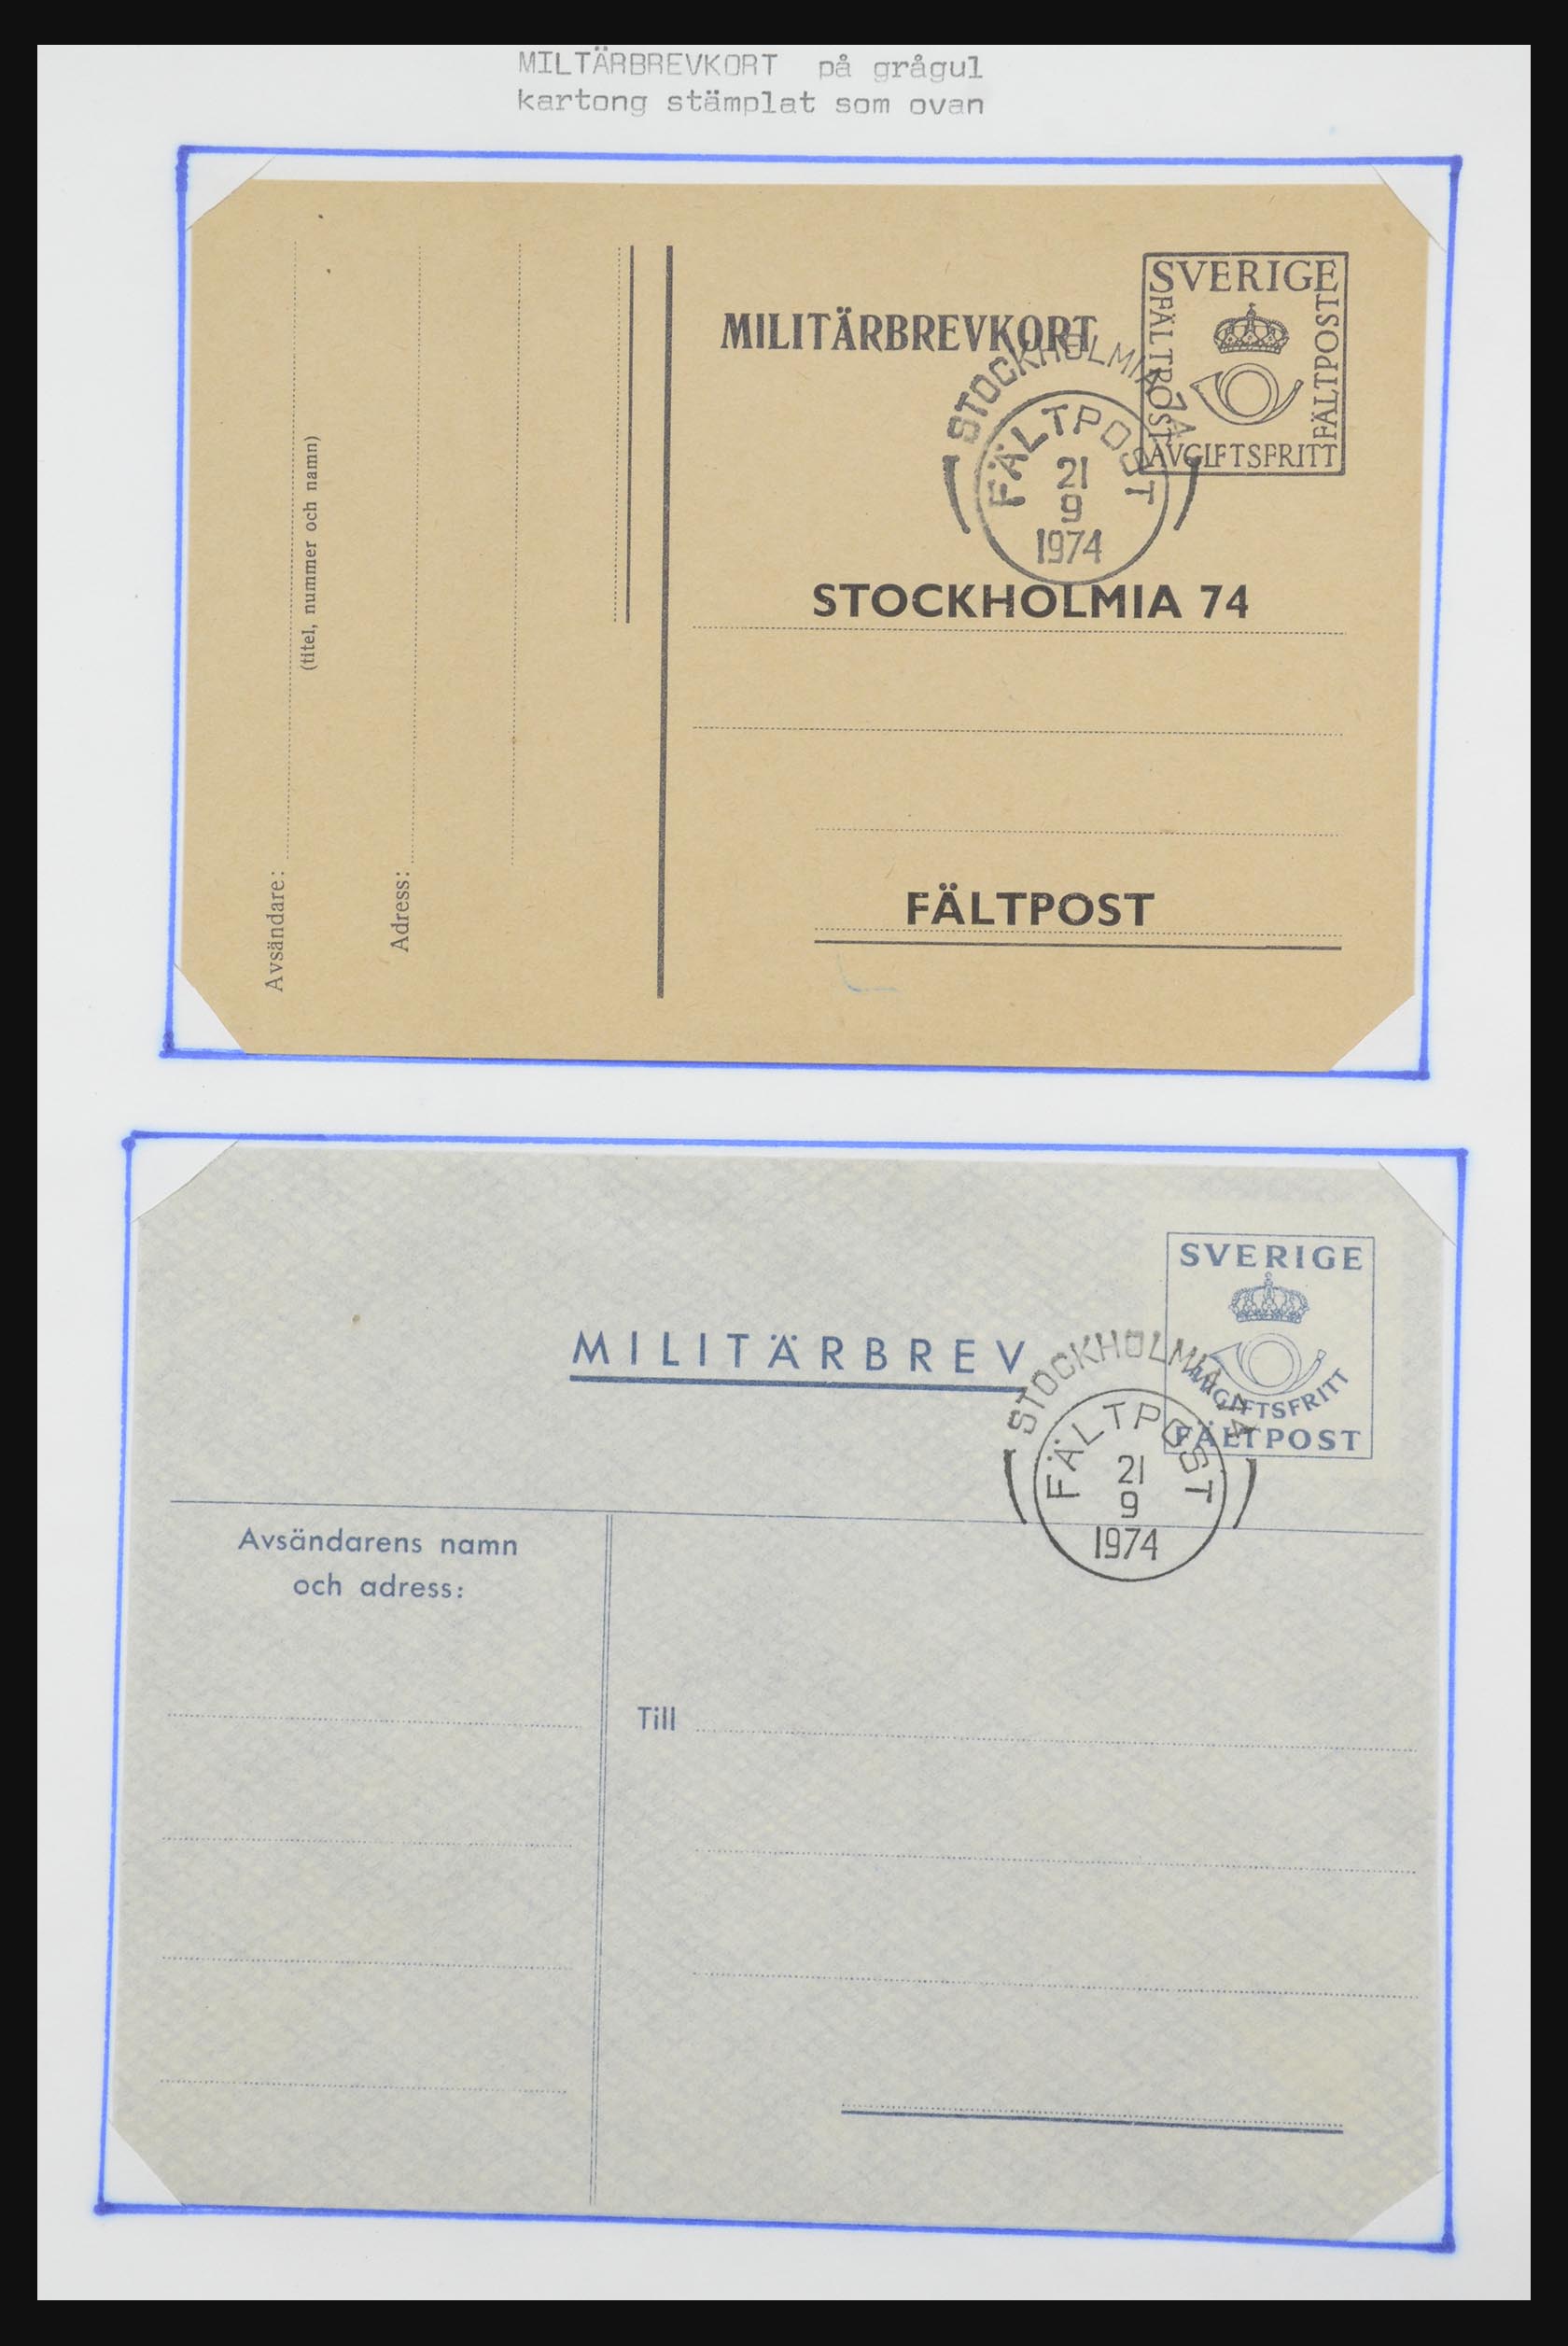 MILTÄRBREVKORT på grågul
kartong stämplat som ovan
MILITÄRBREVKORT
SVERIGE
FÄLTPOST
FÄLTPOST
AVGIFTSFRITT
STOCKHOLMIA 74
FÄLTPOST
21
9
1974
STOCKHOLMIA 74
FÄLTPOST
Avsändare:
(titel, nummer och namn)
Adress:
SVERIGE
AVGIFTSFRITT
FÄLTPOST
MILITÄRBREV
STOCKHOLMIA 74
FÄLTPOST
21
9
1974
Avsändarens namn
och adress:
Till